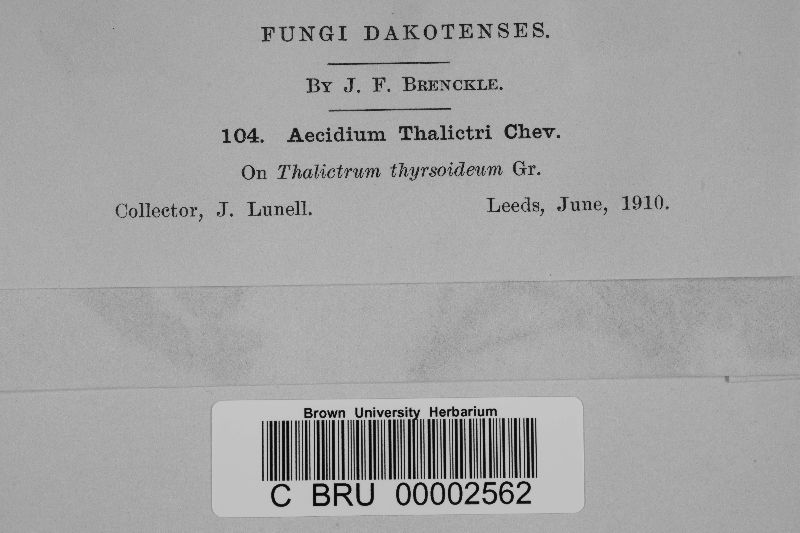 FUNGI DAKOTENSES.
BY J. F. BRENCKLE.
104. Aecidium Thalictri Chev.
On Thalictrum thyrsoideum Gr.
Collector, J. Lunell. Leeds, June, 1910.
Brown University Herbarium
C BRU 00002562